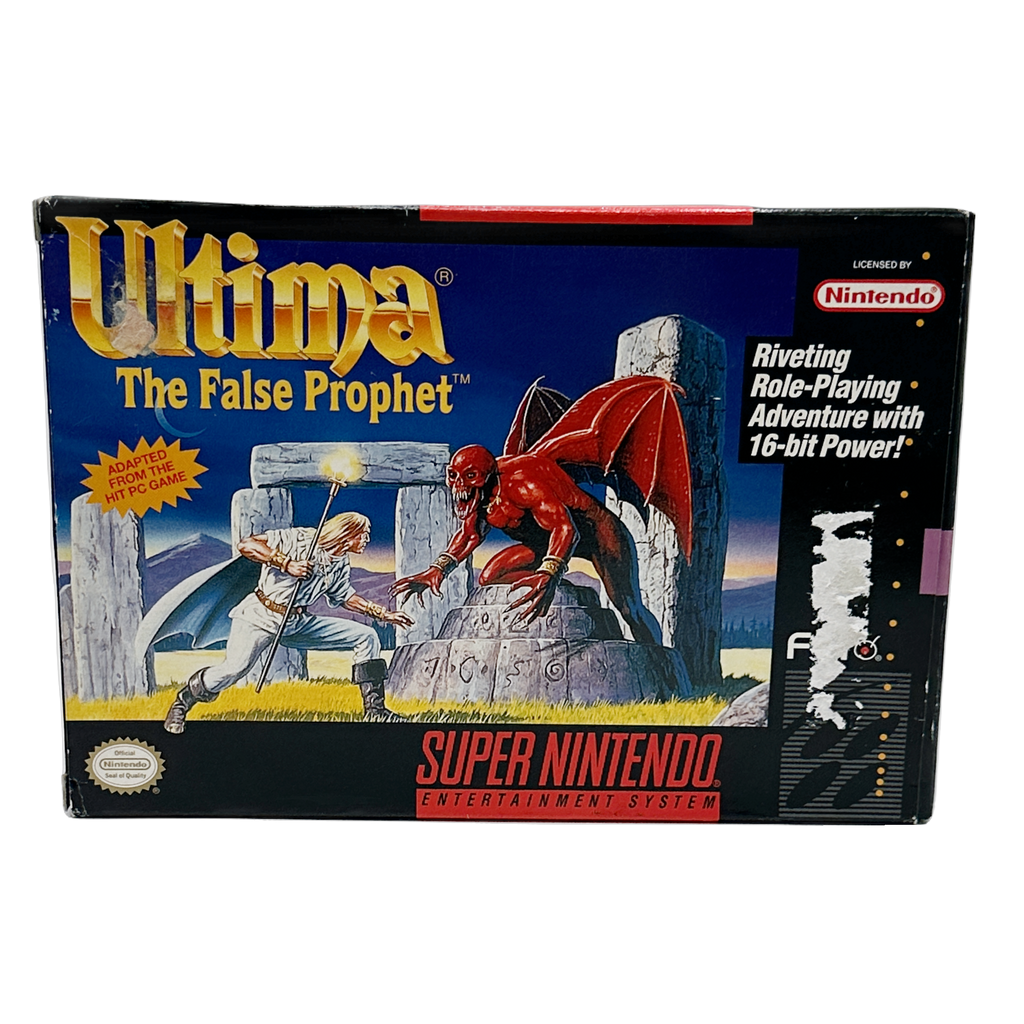 Ultima®
The False Prophet™
ADAPTED
FROM THE
HIT PC GAME
LICENSED BY
Nintendo®
Riveting
Role-Playing
Adventure with
16-bit Power!
Official
Nintendo
Seal of Quality
®
SUPER NINTENDO®
ENTERTAINMENT SYSTEM